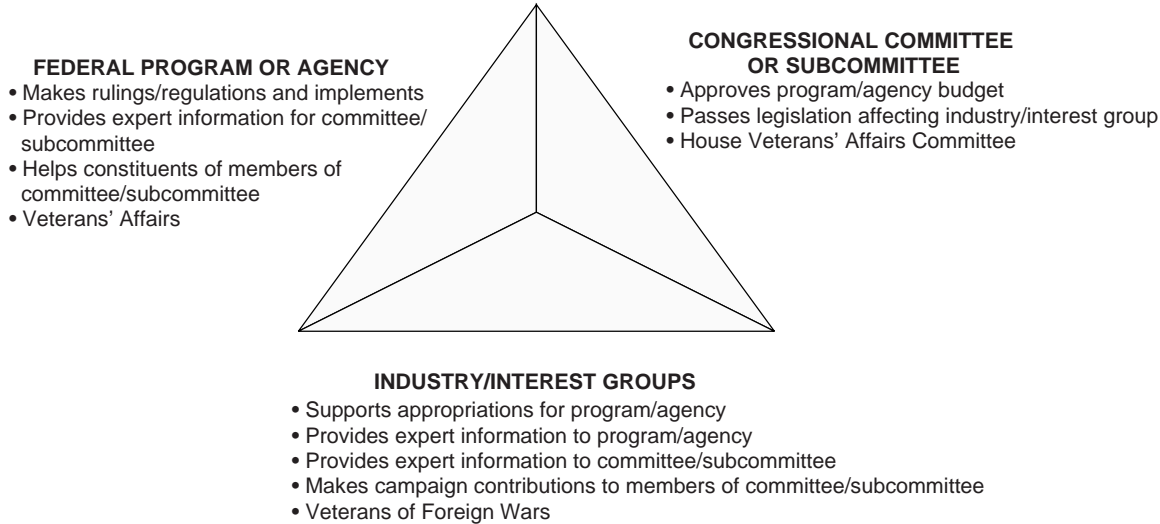 FEDERAL PROGRAM OR AGENCY
• Makes rulings/regulations and implements
• Provides expert information for committee/
subcommittee
• Helps constituents of members of
committee/subcommittee
• Veterans’ Affairs
CONGRESSIONAL COMMITTEE
OR SUBCOMMITTEE
• Approves program/agency budget
• Passes legislation affecting industry/interest group
• House Veterans’ Affairs Committee
INDUSTRY/INTEREST GROUPS
• Supports appropriations for program/agency
• Provides expert information to program/agency
• Provides expert information to committee/subcommittee
• Makes campaign contributions to members of committee/subcommittee
• Veterans of Foreign Wars